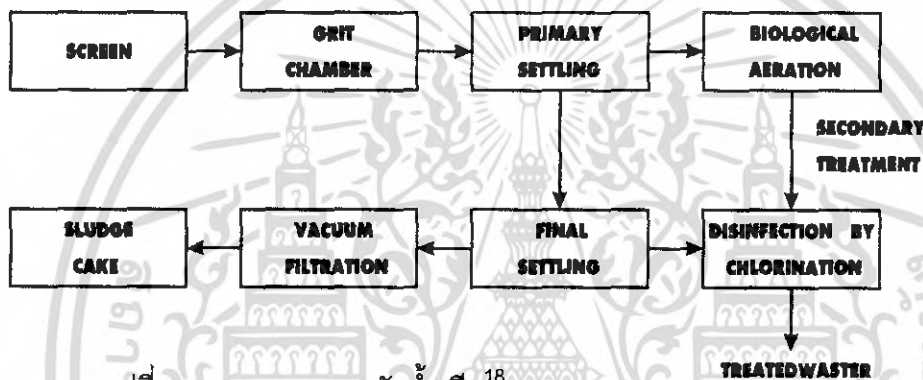 SCREEN
GRIT
CHAMBER
PRIMARY
SETTLING
BIOLOGICAL
AERATION
SECONDARY
TREATMENT
SLUDGE
CAKE
VACUUM
FILTRATION
FINAL
SETTLING
DISINFECTION BY
CHLORINATION
TREATEDWASTER
18